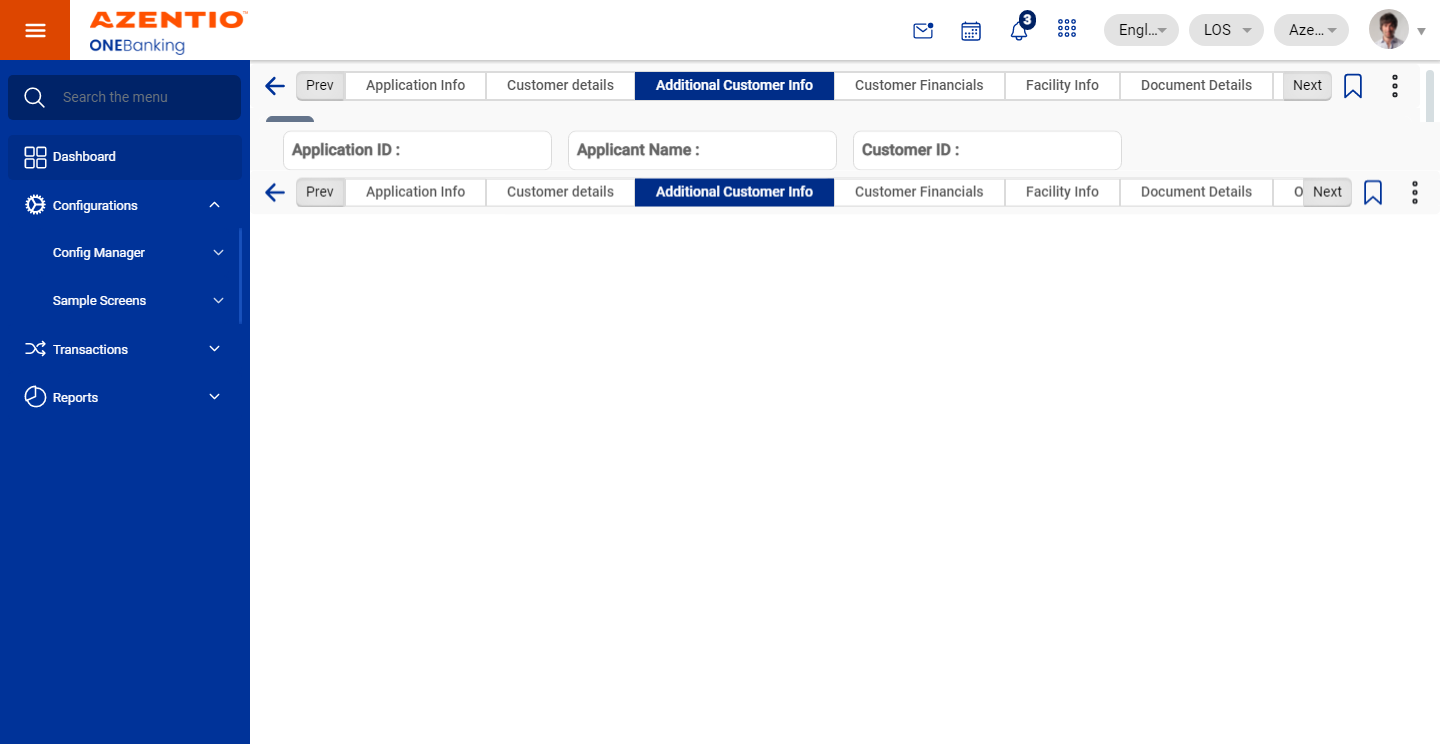 AZENTIO™
ONEBanking
3
Engl...
LOS
Aze...
Search the menu
Dashboard
Configurations
Config Manager
Sample Screens
Transactions
Reports
Prev
Application Info
Customer details
Additional Customer Info
Customer Financials
Facility Info
Document Details
Next
Application ID :
Applicant Name :
Customer ID :
Prev
Application Info
Customer details
Additional Customer Info
Customer Financials
Facility Info
Document Details
O
Next